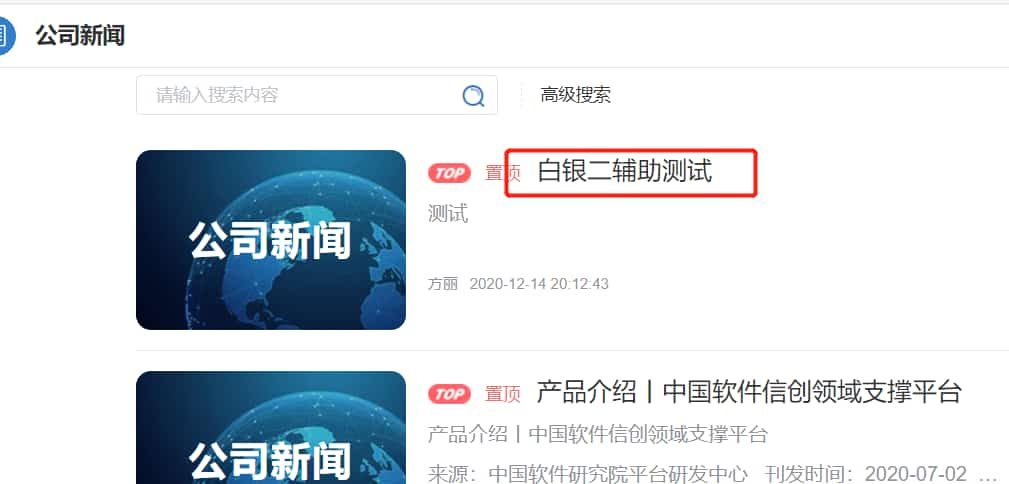 公司新闻
请输入搜索内容 高级搜索
公司新闻
TOP 置顶 白银二辅助测试
测试
方丽 2020-12-14 20:12:43
公司新闻
TOP 置顶 产品介绍丨中国软件信创领域支撑平台
产品介绍丨中国软件信创领域支撑平台
来源：中国软件研究院平台研发中心 刊发时间：2020-07-02 …